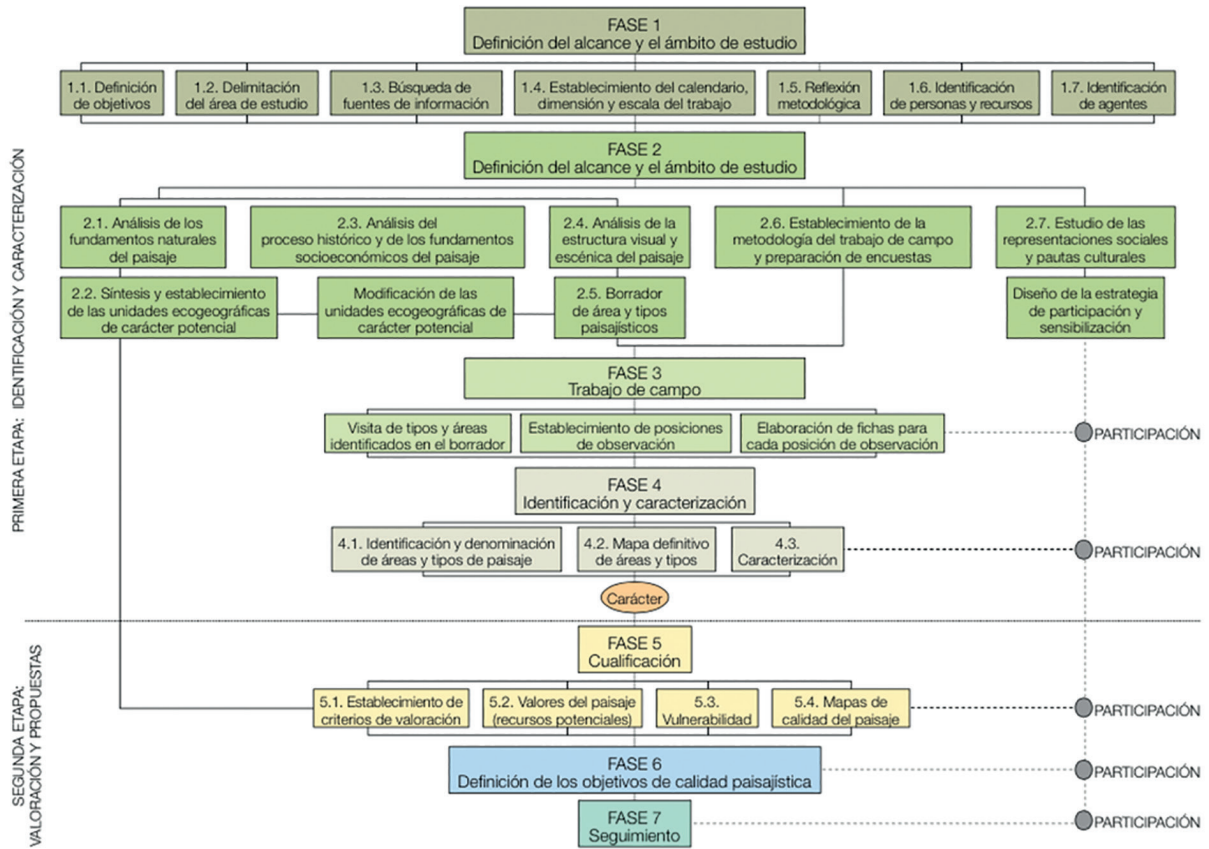 FASE 1
Definición del alcance y el ámbito de estudio
1.1. Definición
de objetivos
1.2. Delimitación
del área de estudio
1.3. Búsqueda de
fuentes de información
1.4. Establecimiento del calendario,
dimensión y escala del trabajo
1.5. Reflexión
metodológica
1.6. Identificación
de personas y recursos
1.7. Identificación
de agentes
PRIMERA ETAPA: IDENTIFICACIÓN Y CARACTERIZACIÓN
FASE 2
Definición del alcance y el ámbito de estudio
2.1. Análisis de los
fundamentos naturales
del paisaje
2.3. Análisis del
proceso histórico y de los fundamentos
socioeconómicos del paisaje
2.4. Análisis de la
estructura visual y
escénica del paisaje
2.6. Establecimiento de la
metodología del trabajo de campo
y preparación de encuestas
2.7. Estudio de las
representaciones sociales
y pautas culturales
2.2. Síntesis y establecimiento
de las unidades ecogeográficas
de carácter potencial
Modificación de las
unidades ecogeográficas de
carácter potencial
2.5. Borrador
de área y tipos
paisajísticos
Diseño de la estrategia
de participación y
sensibilización
FASE 3
Trabajo de campo
Visita de tipos y áreas
identificados en el borrador
Establecimiento de posiciones
de observación
Elaboración de fichas para
cada posición de observación
PARTICIPACIÓN
FASE 4
Identificación y caracterización
4.1. Identificación y denominación
de áreas y tipos de paisaje
4.2. Mapa definitivo
de áreas y tipos
4.3.
Caracterización
PARTICIPACIÓN
Carácter
SEGUNDA ETAPA:
VALORACIÓN Y PROPUESTAS
FASE 5
Cualificación
5.1. Establecimiento de
criterios de valoración
5.2. Valores del paisaje
(recursos potenciales)
5.3.
Vulnerabilidad
5.4. Mapas de
calidad del paisaje
PARTICIPACIÓN
FASE 6
Definición de los objetivos de calidad paisajística
PARTICIPACIÓN
FASE 7
Seguimiento
PARTICIPACIÓN